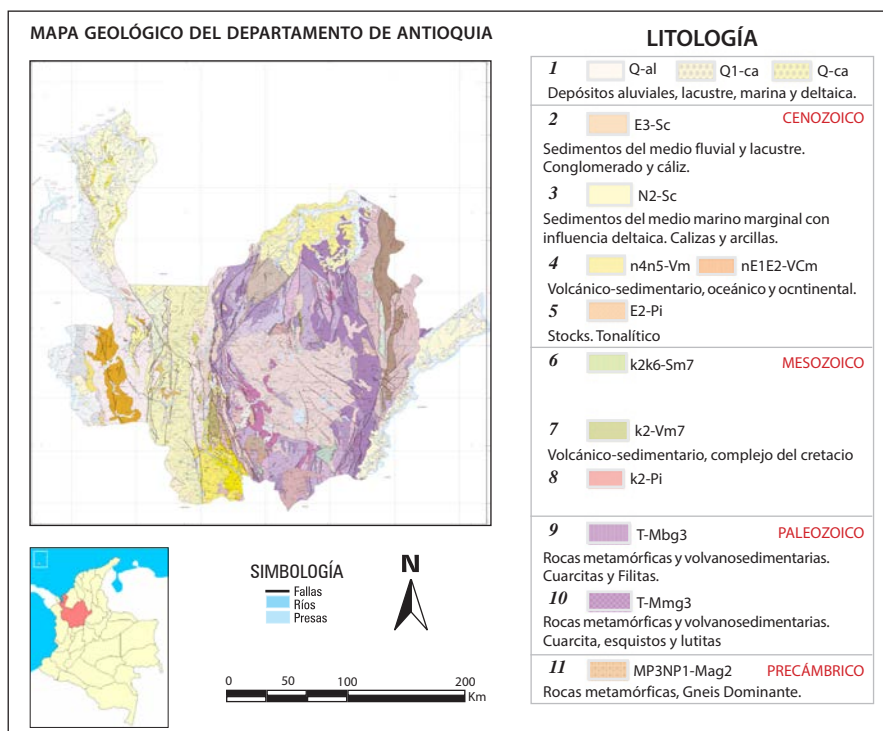 MAPA GEOLÓGICO DEL DEPARTAMENTO DE ANTIOQUIA
SIMBOLOGÍA
Fallas
Ríos
Presas
N
0 50 100 200
Km
LITOLOGÍA
1 Q-al Q1-ca Q-ca
Depósitos aluviales, lacustre, marina y deltaica.
2 E3-Sc CENOZOICO
Sedimentos del medio fluvial y lacustre.
Conglomerado y cáliz.
3 N2-Sc
Sedimentos del medio marino marginal con
influencia deltaica. Calizas y arcillas.
4 n4n5-Vm nE1E2-VCm
Volcánico-sedimentario, oceánico y ocntinental.
5 E2-Pi
Stocks. Tonalítico
6 k2k6-Sm7 MESOZOICO
7 k2-Vm7
Volcánico-sedimentario, complejo del cretacio
8 k2-Pi
9 T-Mbg3 PALEOZOICO
Rocas metamórficas y volvanosedimentarias.
Cuarcitas y Filitas.
10 T-Mmg3
Rocas metamórficas y volvanosedimentarias.
Cuarcita, esquistos y lutitas
11 MP3NP1-Mag2 PRECÁMBRICO
Rocas metamórficas, Gneis Dominante.